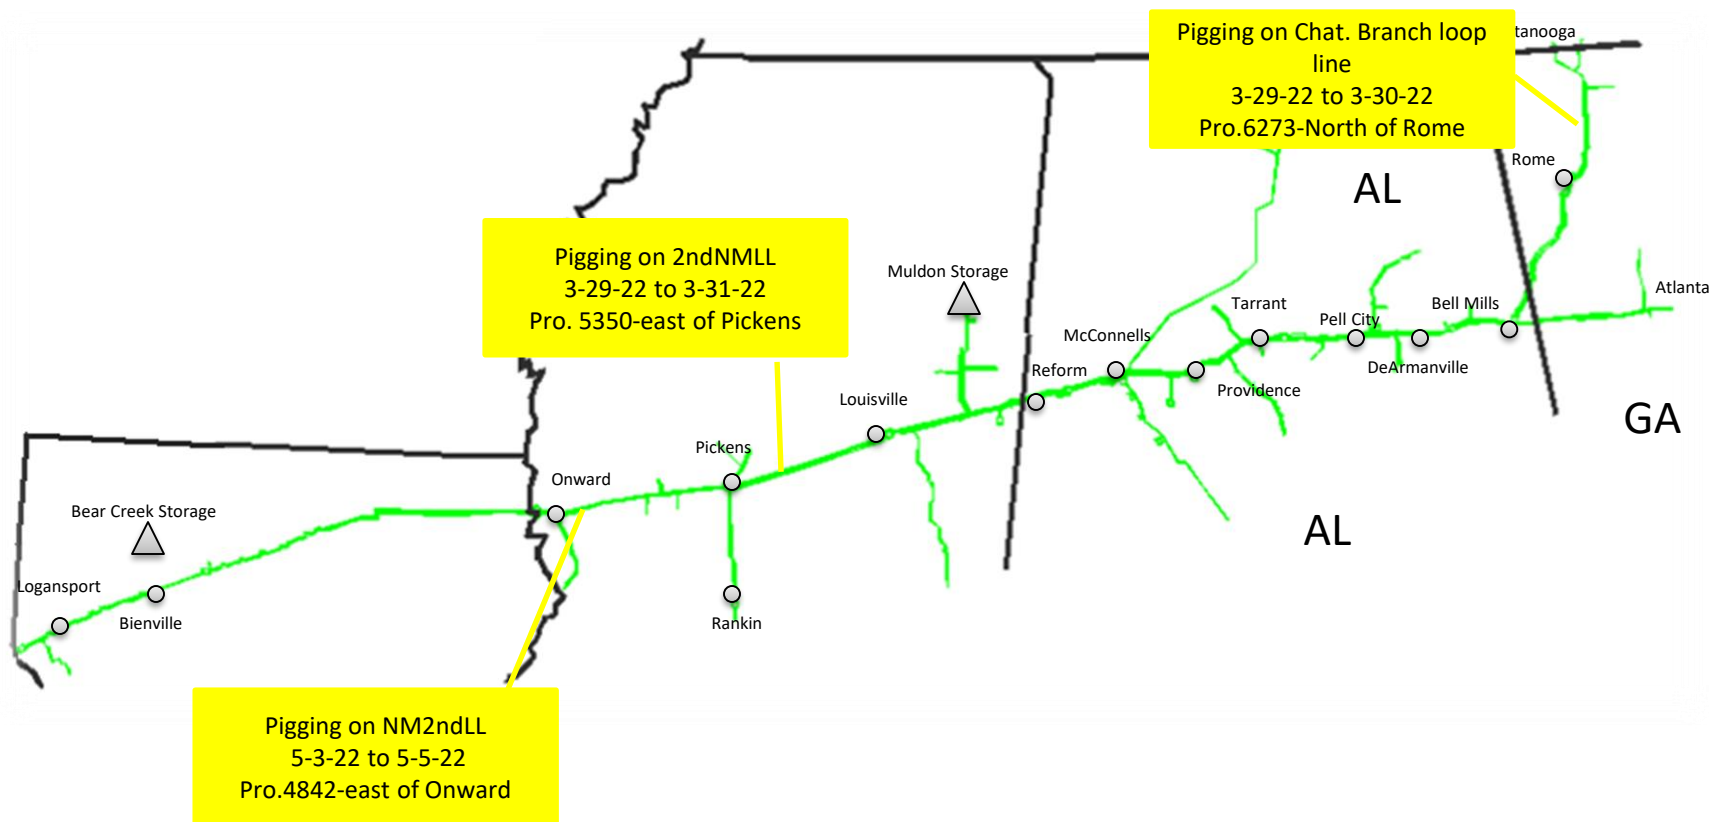 Pigging on Chat. Branch loop
line
3-29-22 to 3-30-22
Pro.6273-North of Rome
tanooga
Rome
AL
Pigging on 2ndNMLL
3-29-22 to 3-31-22
Pro. 5350-east of Pickens
Muldon Storage
Atlanta
Tarrant
Bell Mills
Pell City
McConnells
DeArmanville
Reform
Providence
Louisville
GA
Pickens
Onward
Bear Creek Storage
AL
Logansport
Bienville
Rankin
Pigging on NM2ndLL
5-3-22 to 5-5-22
Pro.4842-east of Onward